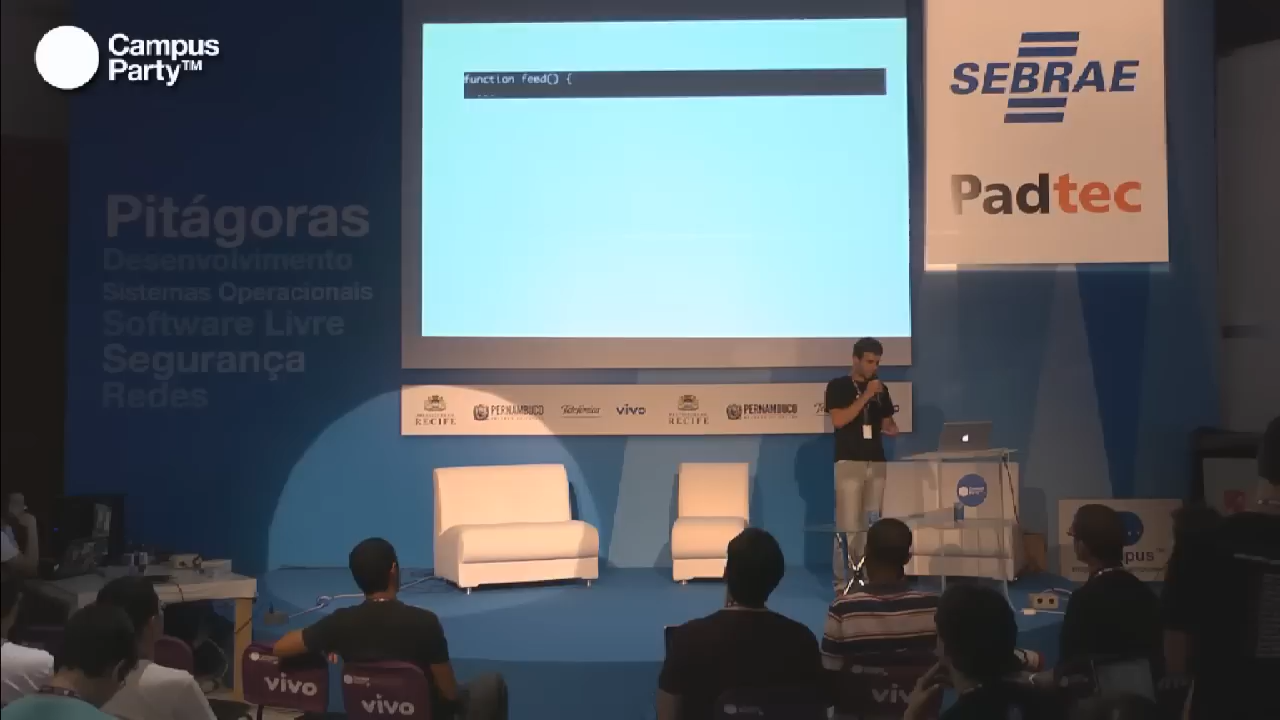 Campus
Party™
function feed() {
SEBRAE
Padtec
Pitágoras
Desenvolvimento
Sistemas Operacionais
Software Livre
Segurança
Redes
RECIFE
PERNAMBUCO
Telefónica
vivo
RECIFE
PERNAMBUCO
vivo
vivo